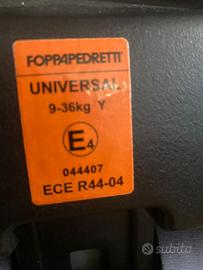 FOPPAPEDRETTI
UNIVERSAL
9-36kg Y
E4
044407
ECE R44-04
subito